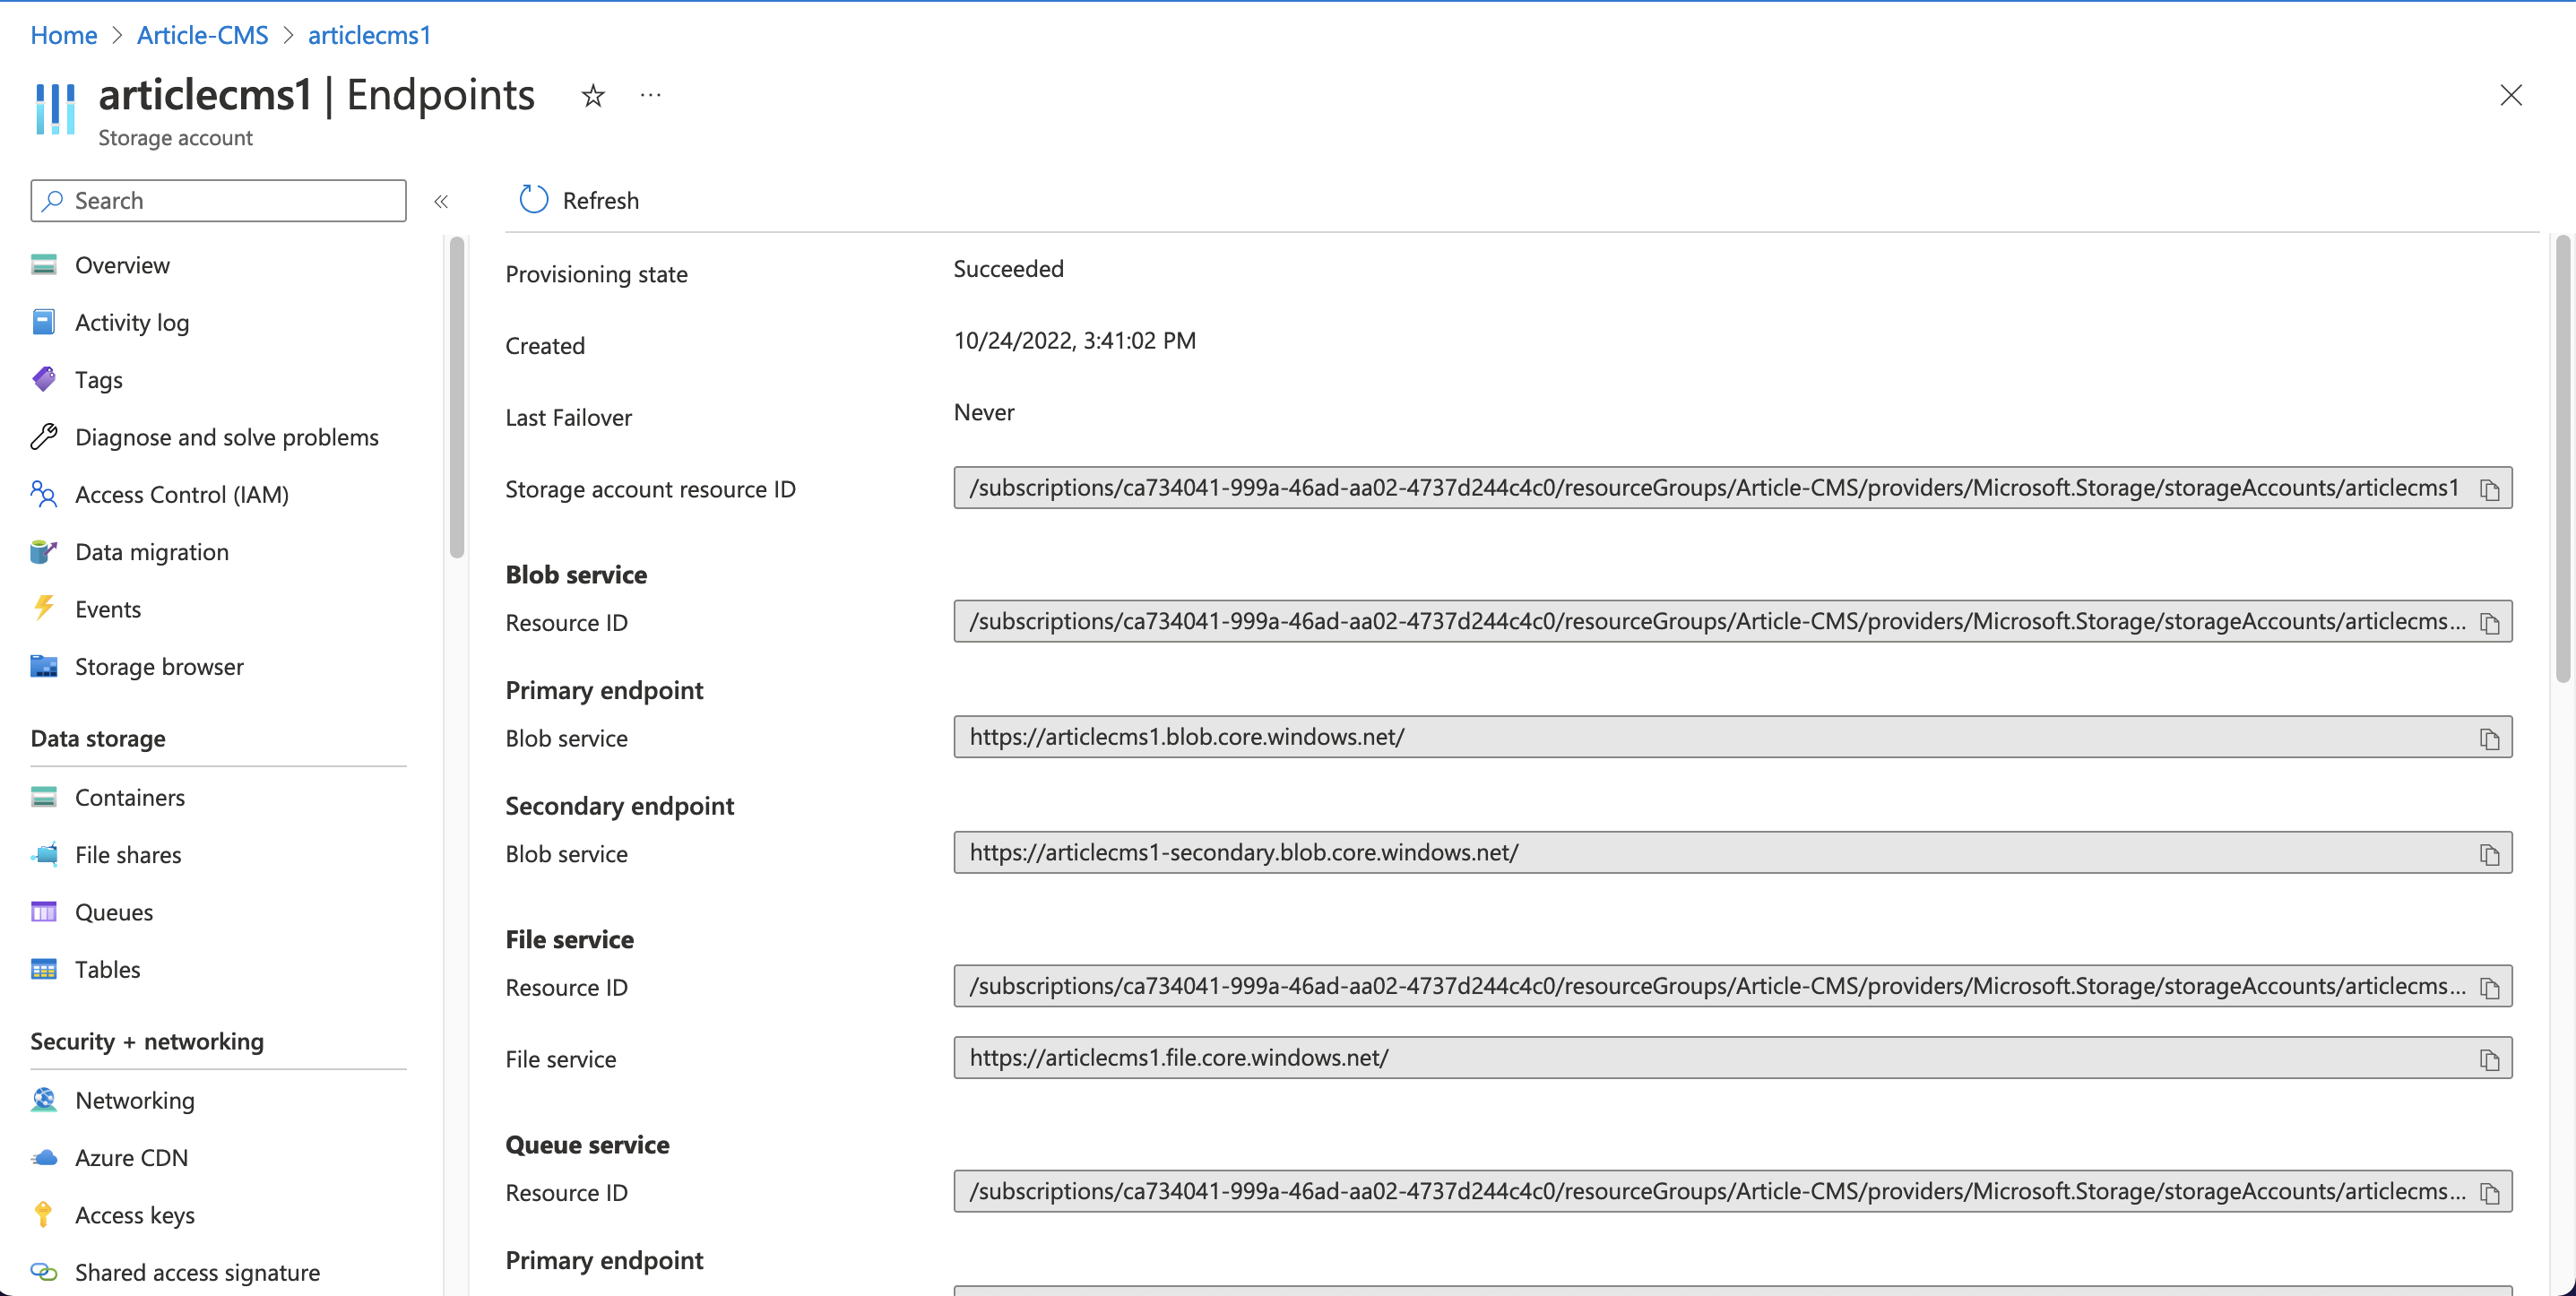 Home > Article-CMS > articlecms1
articlecms1 | Endpoints ☆ ...
Storage account
Search «
Overview
Activity log
Tags
Diagnose and solve problems
Access Control (IAM)
Data migration
Events
Storage browser
Data storage
Containers
File shares
Queues
Tables
Security + networking
Networking
Azure CDN
Access keys
Shared access signature
Refresh
Provisioning state Succeeded
Created 10/24/2022, 3:41:02 PM
Last Failover Never
Storage account resource ID /subscriptions/ca734041-999a-46ad-aa02-4737d244c4c0/resourceGroups/Article-CMS/providers/Microsoft.Storage/storageAccounts/articlecms1
Blob service
Resource ID /subscriptions/ca734041-999a-46ad-aa02-4737d244c4c0/resourceGroups/Article-CMS/providers/Microsoft.Storage/storageAccounts/articlecms...
Primary endpoint
Blob service https://articlecms1.blob.core.windows.net/
Secondary endpoint
Blob service https://articlecms1-secondary.blob.core.windows.net/
File service
Resource ID /subscriptions/ca734041-999a-46ad-aa02-4737d244c4c0/resourceGroups/Article-CMS/providers/Microsoft.Storage/storageAccounts/articlecms...
File service https://articlecms1.file.core.windows.net/
Queue service
Resource ID /subscriptions/ca734041-999a-46ad-aa02-4737d244c4c0/resourceGroups/Article-CMS/providers/Microsoft.Storage/storageAccounts/articlecms...
Primary endpoint